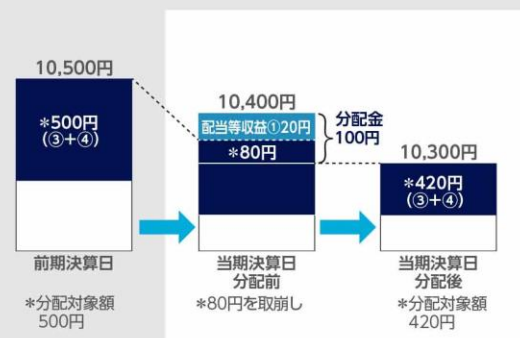 10,500円
*500円
(③+④)
前期決算日
*分配対象額
500円
10,400円
配当等収益①20円
*80円
分配金
100円
当期決算日
分配前
*80円を取崩し
10,300円
*420円
(③+④)
当期決算日
分配後
*分配対象額
420円